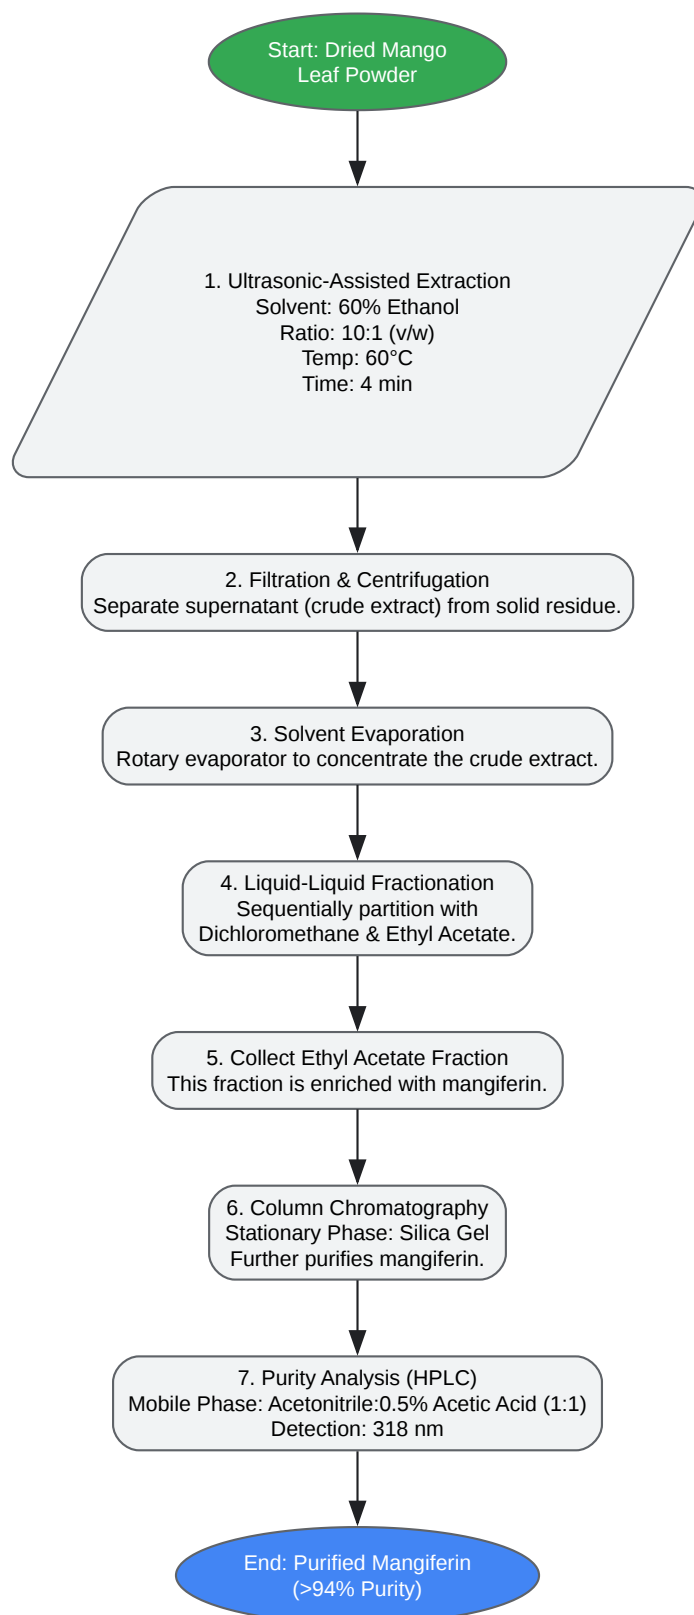 Start: Dried Mango
Leaf Powder
1. Ultrasonic-Assisted Extraction
Solvent: 60% Ethanol
Ratio: 10:1 (v/w)
Temp: 60°C
Time: 4 min
2. Filtration & Centrifugation
Separate supernatant (crude extract) from solid residue.
3. Solvent Evaporation
Rotary evaporator to concentrate the crude extract.
4. Liquid-Liquid Fractionation
Sequentially partition with
Dichloromethane & Ethyl Acetate.
5. Collect Ethyl Acetate Fraction
This fraction is enriched with mangiferin.
6. Column Chromatography
Stationary Phase: Silica Gel
Further purifies mangiferin.
7. Purity Analysis (HPLC)
Mobile Phase: Acetonitrile:0.5% Acetic Acid (1:1)
Detection: 318 nm
End: Purified Mangiferin
(>94% Purity)